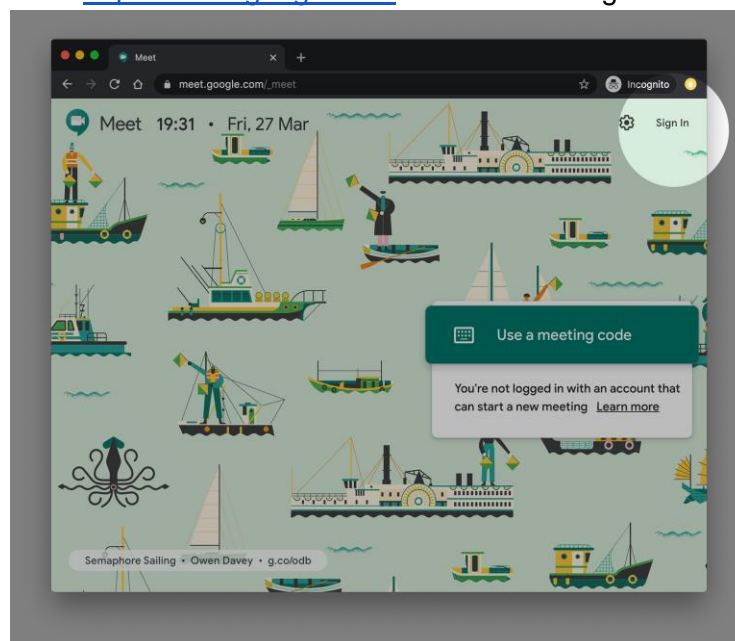 Meet
meet.google.com/_meet
Incognito
Meet 19:31 • Fri, 27 Mar
Sign In
Use a meeting code
You're not logged in with an account that
can start a new meeting Learn more
Semaphore Sailing • Owen Davey • g.co/odb